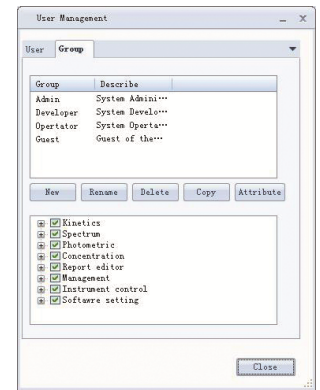 User Management
User Group
Group Describe
Admin System Admini...
Developer System Develo...
Opertator System Operta...
Guest Guest of the...
New Rename Delete Copy Attribute
Kinetics
Spectrum
Photometric
Concentration
Report editor
Management
Instrument control
Softawre setting
Close